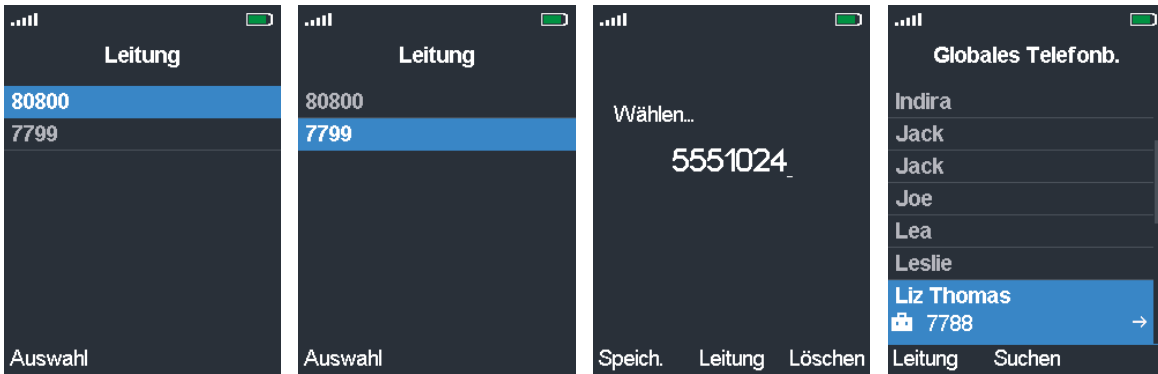 Leitung
80800
7799
Auswahl
Leitung
80800
7799
Auswahl
Wählen...
5551024_
Speich. Leitung Löschen
Globales Telefonb.
Indira
Jack
Jack
Joe
Lea
Leslie
Liz Thomas
7788 →
Leitung Suchen